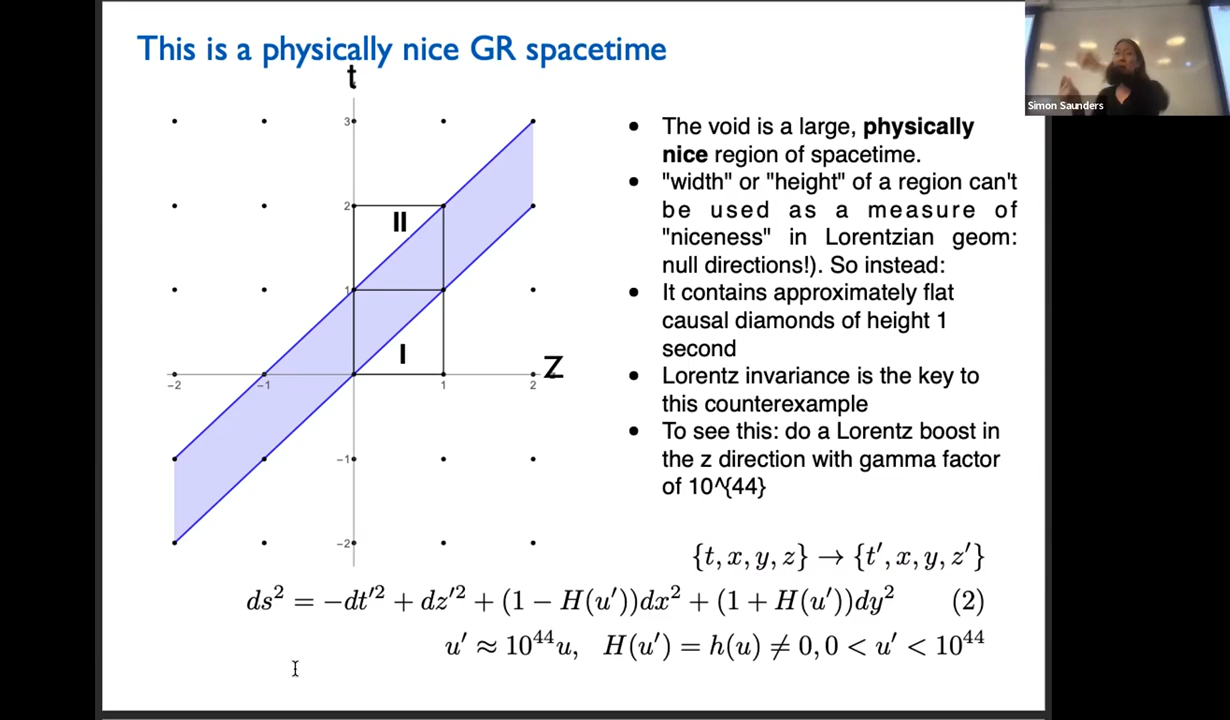 This is a physically nice GR spacetime
Simon Saunders
t
3
2
II
1
I
-2
-1
1
2
Z
-1
-2
• The void is a large, physically
nice region of spacetime.
• "width" or "height" of a region can't
be used as a measure of
"niceness" in Lorentzian geom:
null directions!). So instead:
• It contains approximately flat
causal diamonds of height 1
second
• Lorentz invariance is the key to
this counterexample
• To see this: do a Lorentz boost in
the z direction with gamma factor
of 10^{44}
{t, x, y, z} → {t′, x, y, z′}
ds² = −dt′² + dz′² + (1 − H(u′))dx² + (1 + H(u′))dy² (2)
u′ ≈ 10⁴⁴u, H(u′) = h(u) ≠ 0, 0 < u′ < 10⁴⁴